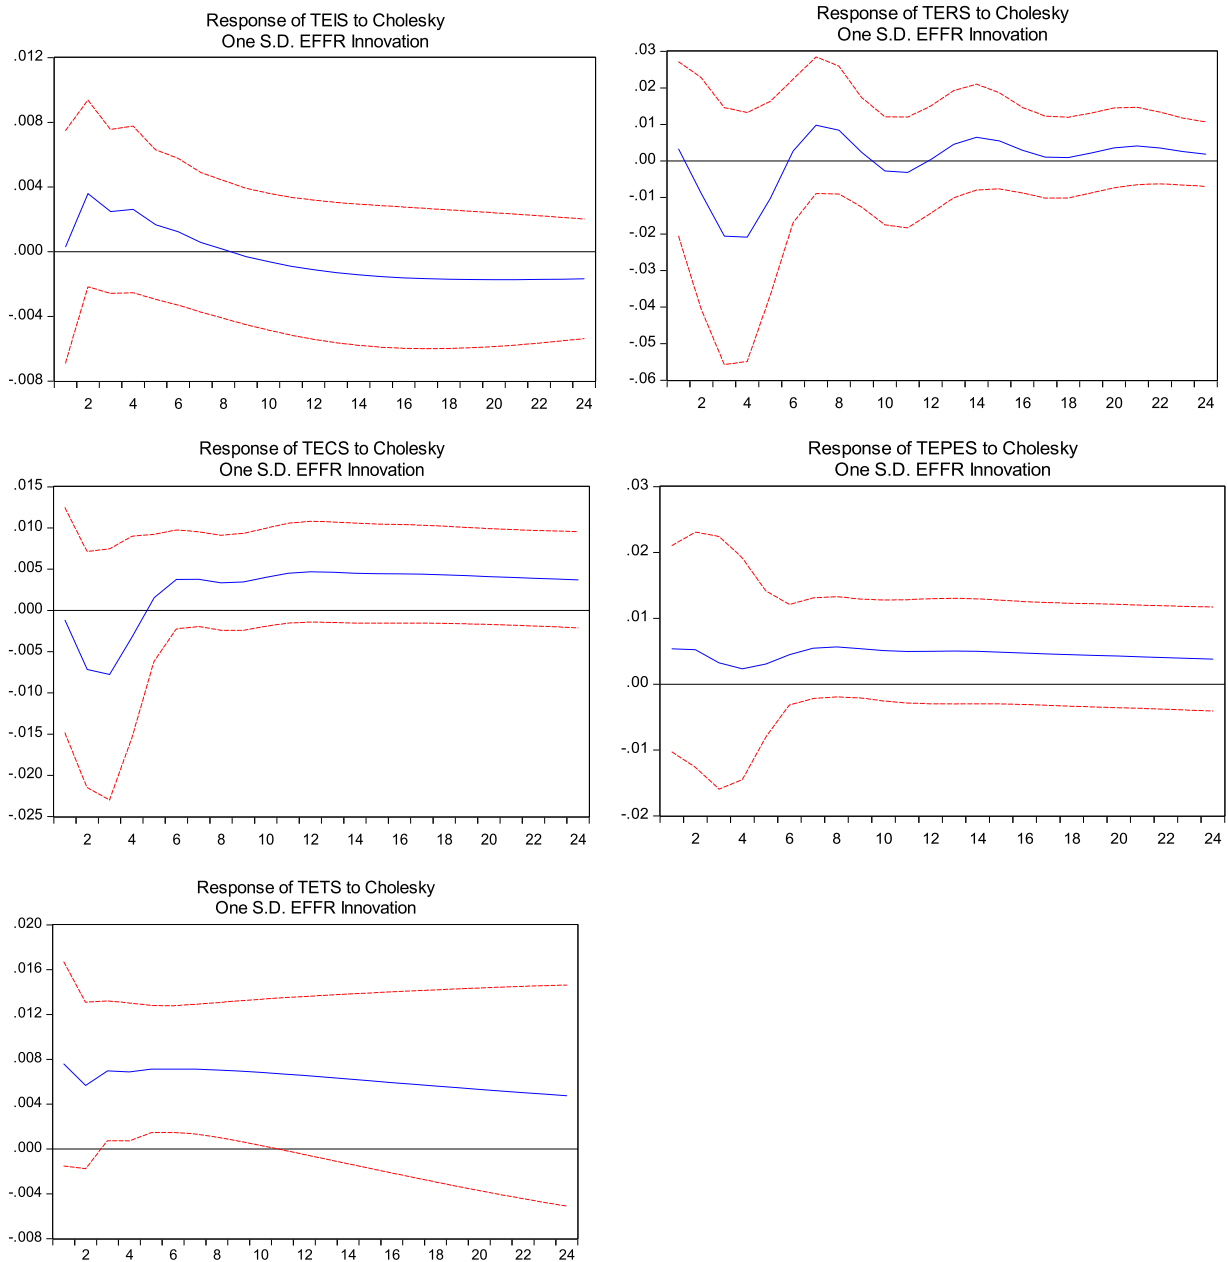 Response of TEIS to Cholesky
One S.D. EFFR Innovation
.012
.008
.004
.000
-.004
-.008
2 4 6 8 10 12 14 16 18 20 22 24
Response of TERS to Cholesky
One S.D. EFFR Innovation
.03
.02
.01
.00
-.01
-.02
-.03
-.04
-.05
-.06
2 4 6 8 10 12 14 16 18 20 22 24
Response of TECS to Cholesky
One S.D. EFFR Innovation
.015
.010
.005
.000
-.005
-.010
-.015
-.020
-.025
2 4 6 8 10 12 14 16 18 20 22 24
Response of TEPES to Cholesky
One S.D. EFFR Innovation
.03
.02
.01
.00
-.01
-.02
2 4 6 8 10 12 14 16 18 20 22 24
Response of TETS to Cholesky
One S.D. EFFR Innovation
.020
.016
.012
.008
.004
.000
-.004
-.008
2 4 6 8 10 12 14 16 18 20 22 24